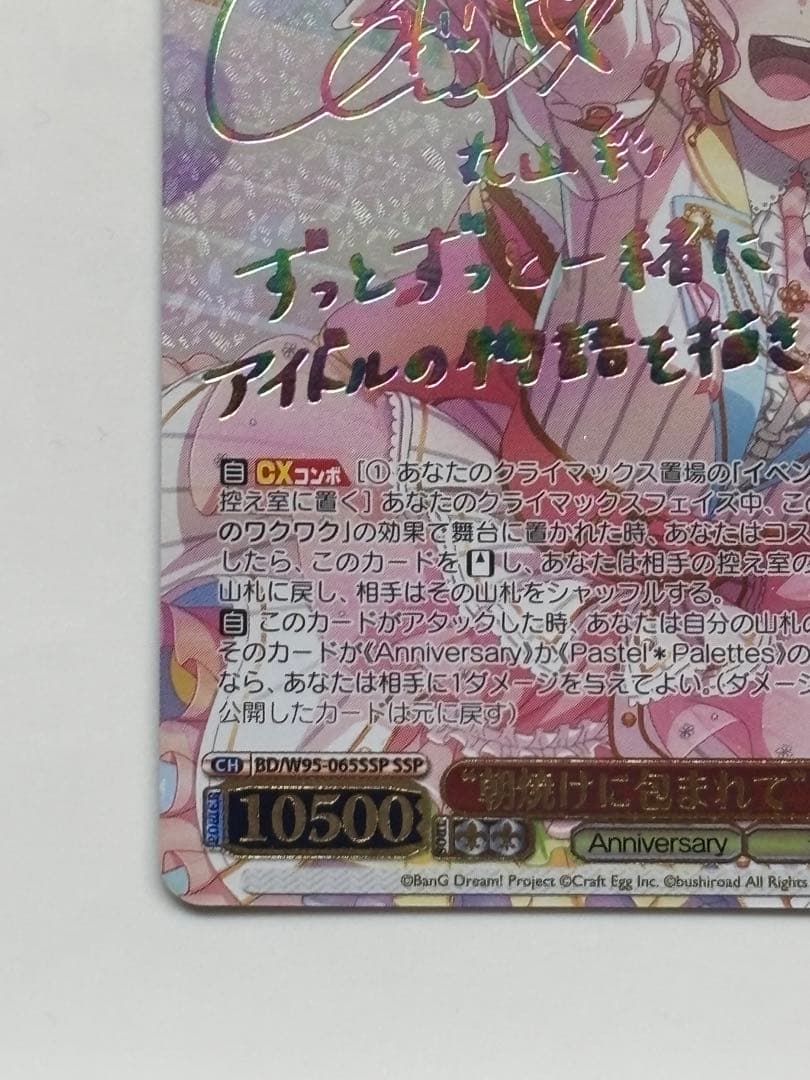 丸山彩
ずっとずっと一緒に
アイドルの物語を描き
自 CXコンボ [① あなたのクライマックス置場の「イベン
控え室に置く] あなたのクライマックスフェイズ中、こ
のワクワク」の効果で舞台に置かれた時、あなたはコス
したら、このカードを し、あなたは相手の控え室の
山札に戻し、相手はその山札をシャッフルする。
自 このカードがアタックした時、あなたは自分の山札の
そのカードが《Anniversary》か《Pastel＊Palettes》の
なら、あなたは相手に1ダメージを与えてよい。(ダメージ
公開したカードは元に戻す)
CH BD/W95-065SSP SSP
“朝焼けに包まれて”
10500
Anniversary
©BanG Dream! Project ©Craft Egg Inc. ©bushiroad All Rights